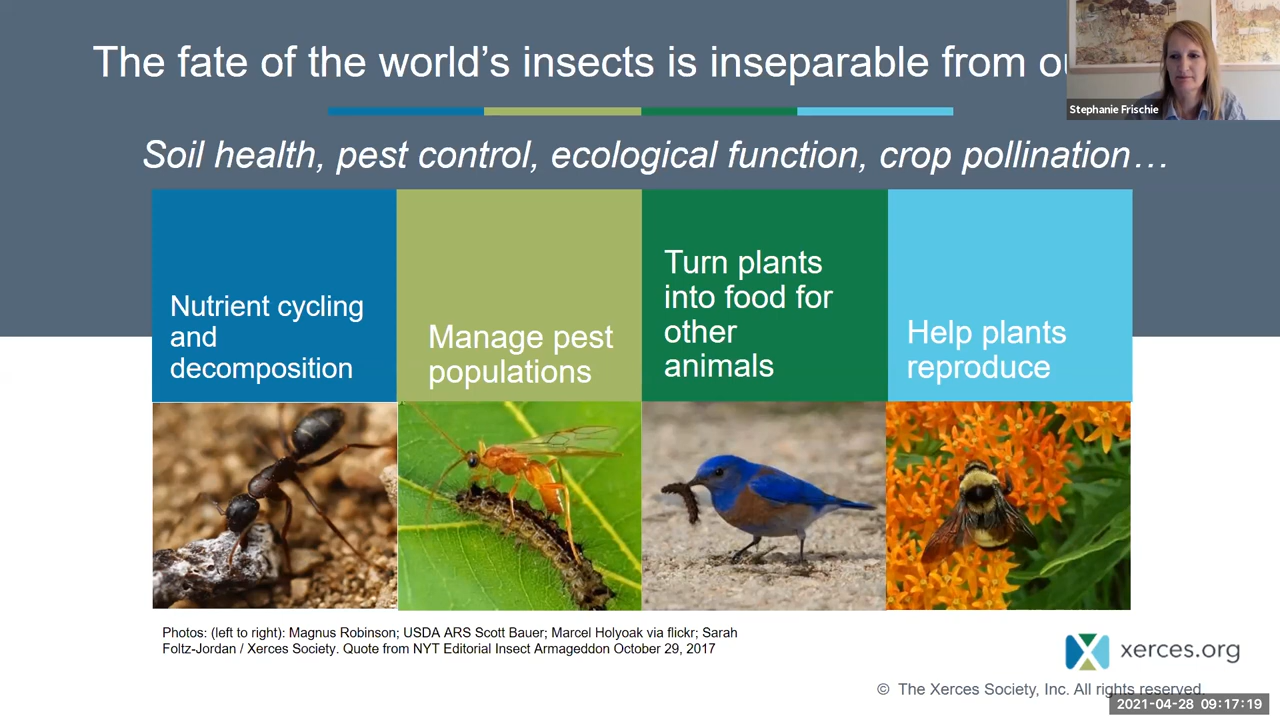 The fate of the world's insects is inseparable from
Stephanie Frischie
Soil health, pest control, ecological function, crop pollination…
Nutrient cycling
and
decomposition
Manage pest
populations
Turn plants
into food for
other
animals
Help plants
reproduce
Photos: (left to right): Magnus Robinson; USDA ARS Scott Bauer; Marcel Holyoak via flickr; Sarah
Foltz-Jordan / Xerces Society. Quote from NYT Editorial Insect Armageddon October 29, 2017
xerces.org
© The Xerces Society, Inc. All rights reserved.
2021-04-28 09:17:19